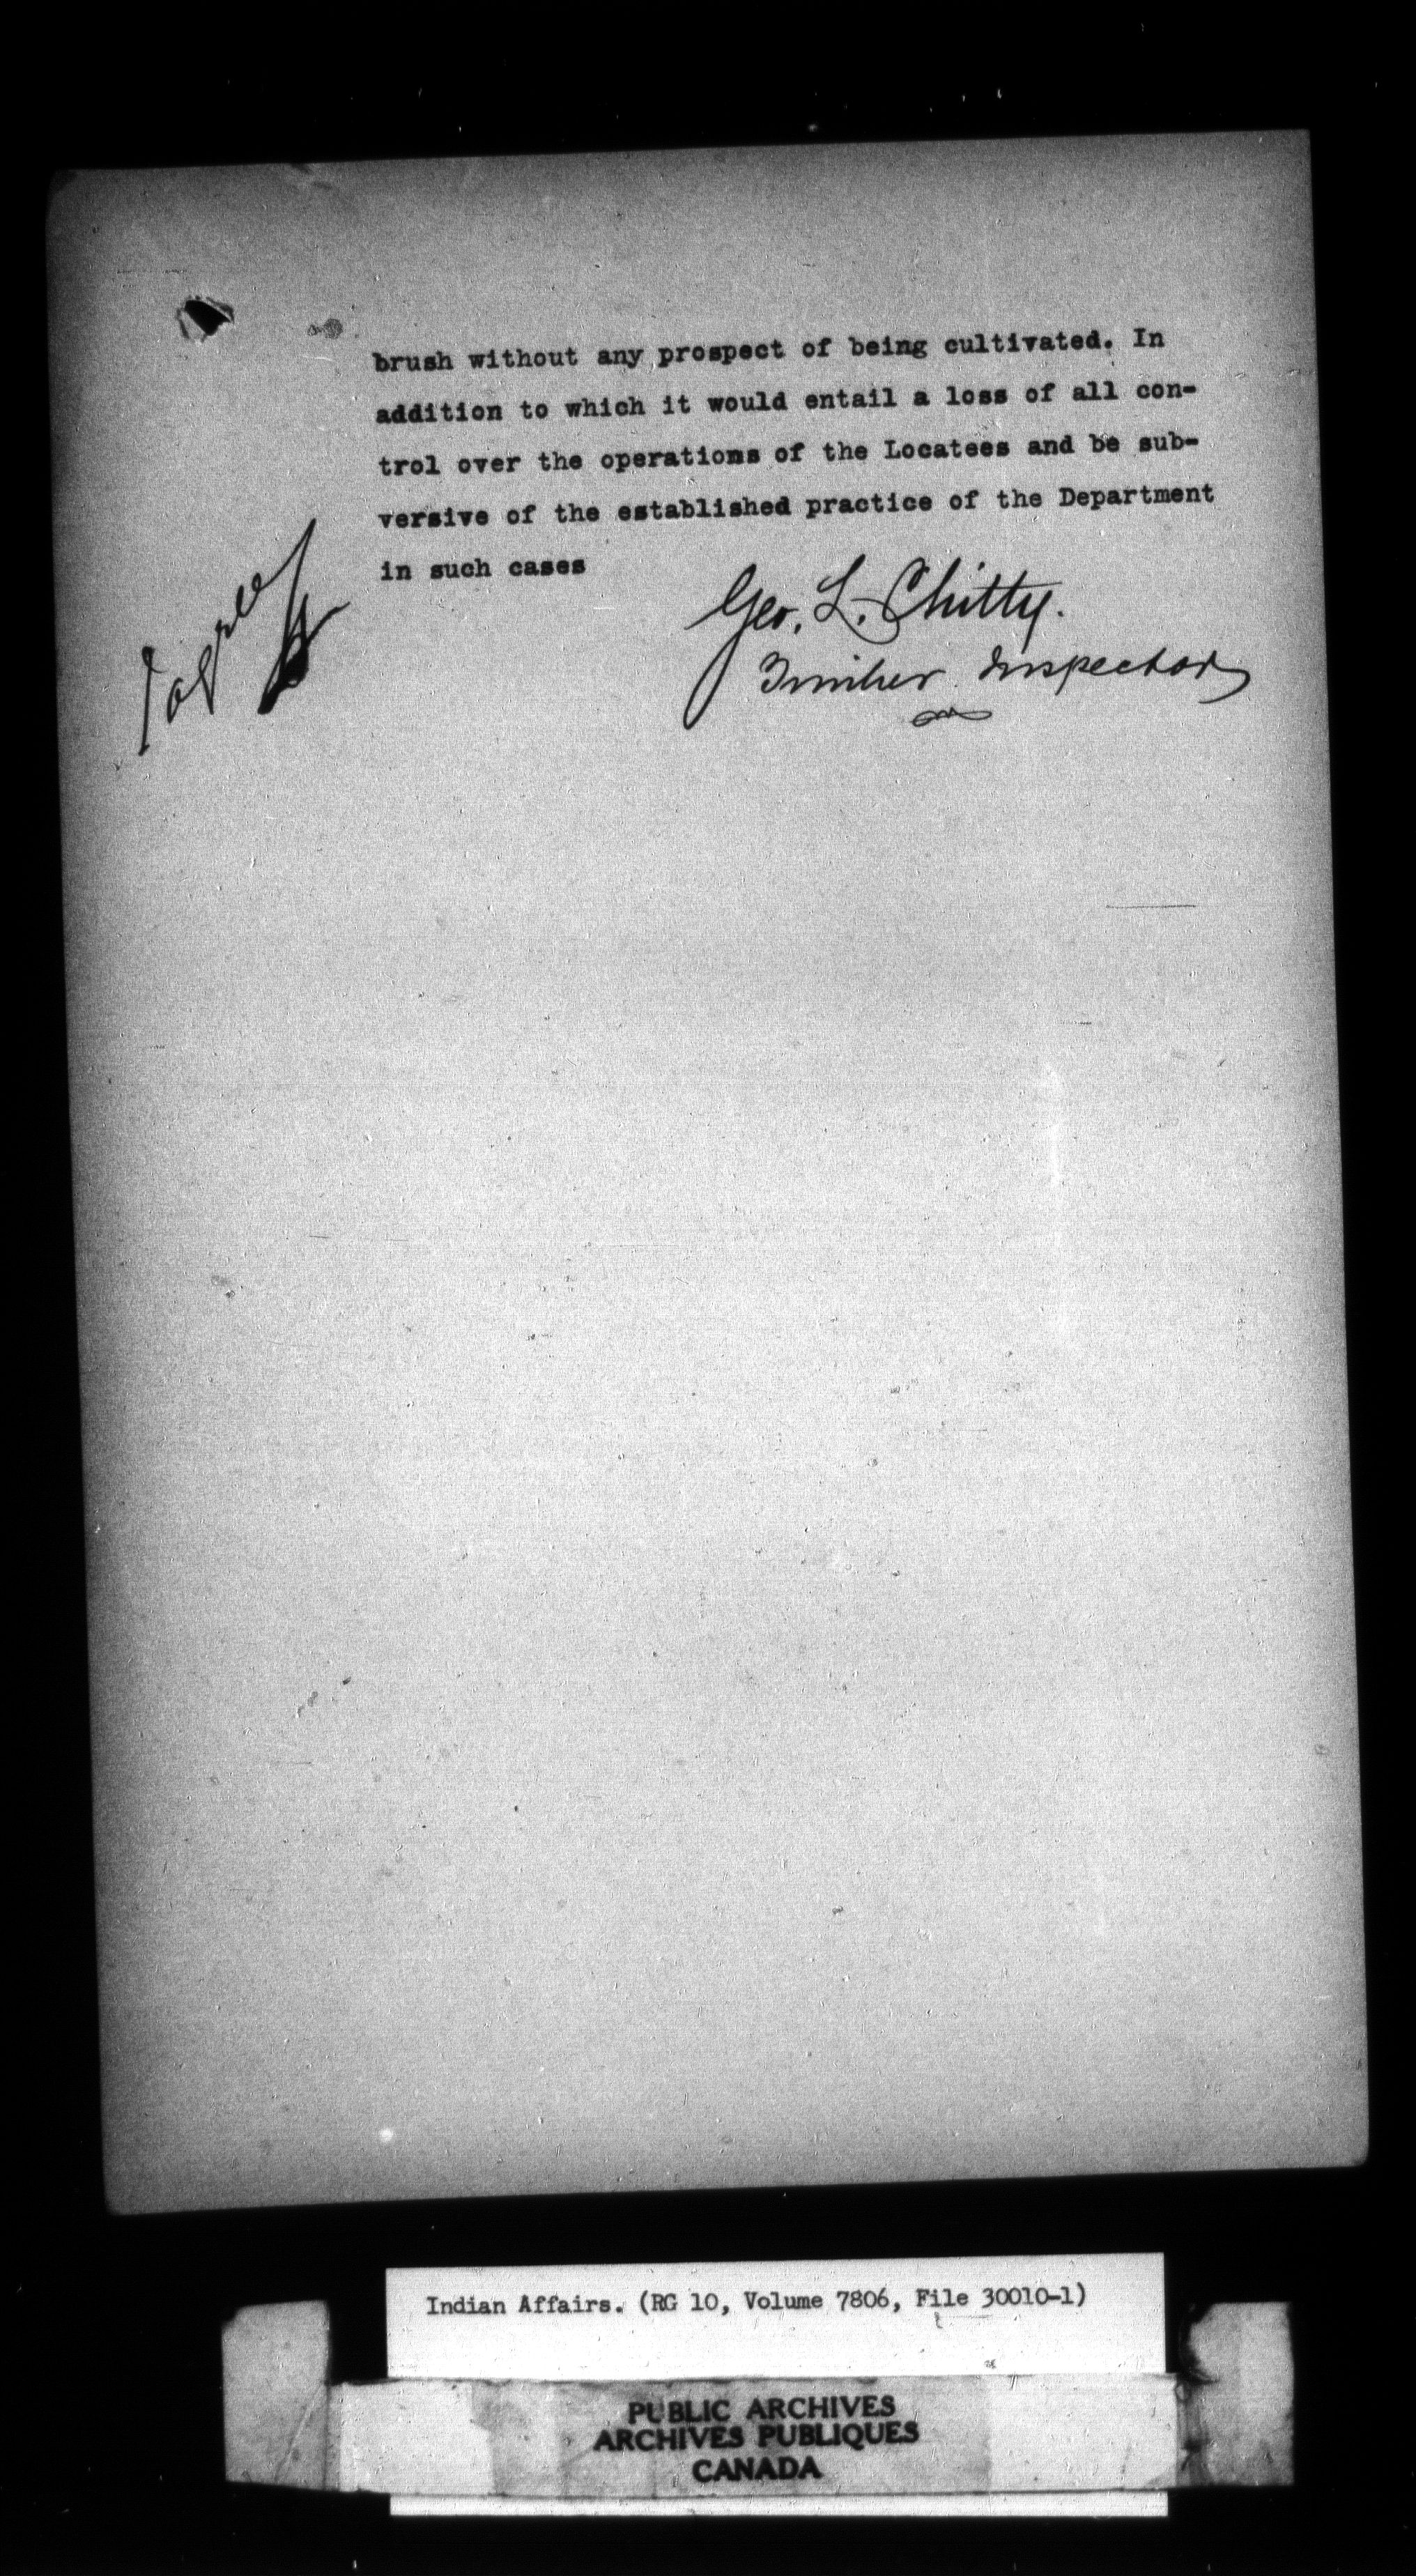 brush without any prospect of being cultivated. In
addition to which it would entail a loss of all con-
trol over the operations of the Locatees and be sub-
versive of the established practice of the Department
in such cases
I agree
Geo. L. Chitty.
Timber Inspector
Indian Affairs. (RG 10, Volume 7806, File 30010-1)
PUBLIC ARCHIVES
ARCHIVES PUBLIQUES
CANADA